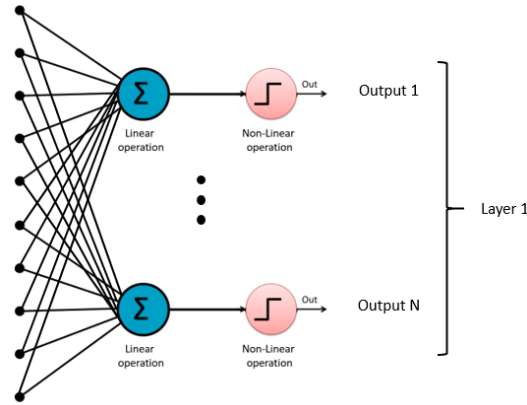 Σ
Linear
operation
Non-Linear
operation
Out
Output 1
Layer 1
Σ
Linear
operation
Non-Linear
operation
Out
Output N